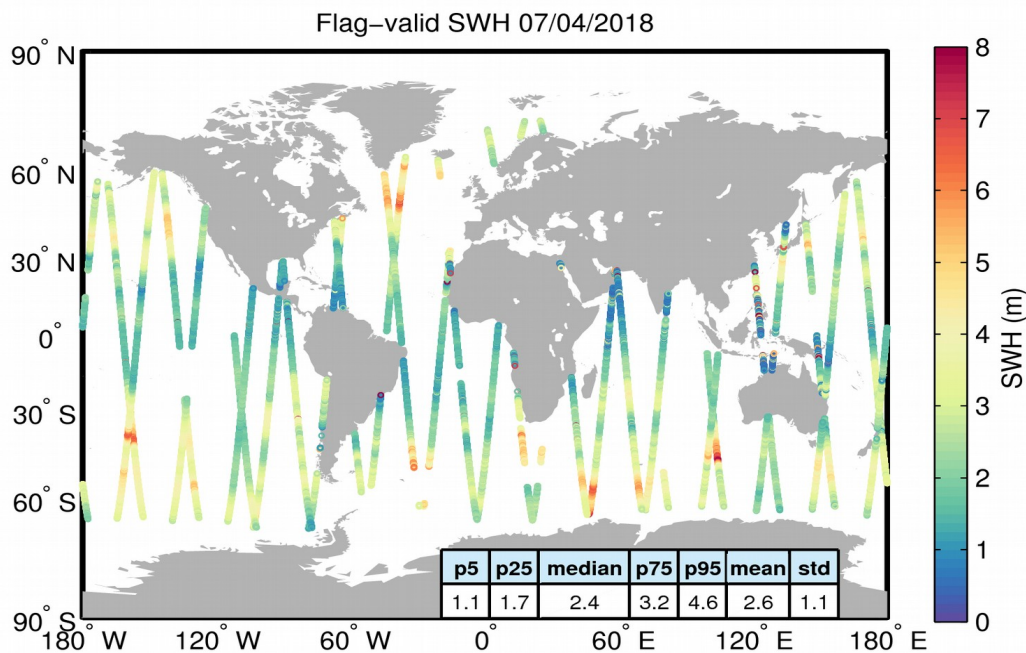 Flag−valid SWH 07/04/2018
90° N
60° N
30° N
0°
30° S
60° S
90° S
180° W
120° W
60° W
0°
60° E
120° E
180° E
8
7
6
5
4
3
2
1
0
SWH (m)
p5 p25 median p75 p95 mean std
1.1 1.7 2.4 3.2 4.6 2.6 1.1